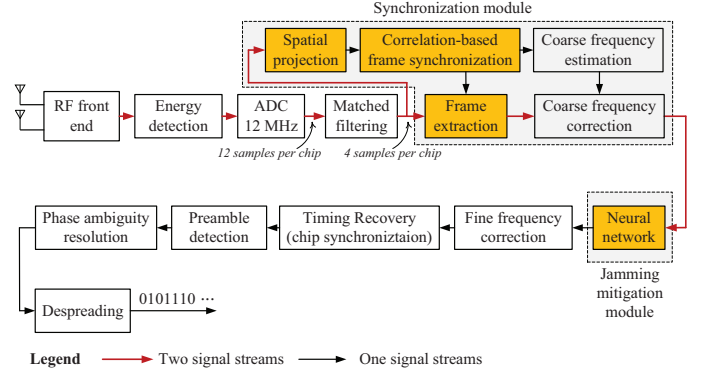 Synchronization module
Spatial
projection
Correlation-based
frame synchronization
Coarse frequency
estimation
RF front
end
Energy
detection
ADC
12 MHz
Matched
filtering
Frame
extraction
Coarse frequency
correction
12 samples per chip
4 samples per chip
Phase ambiguity
resolution
Preamble
detection
Timing Recovery
(chip synchroniztaion)
Fine frequency
correction
Neural
network
Jamming
mitigation
module
Despreading
0101110 ···
Legend
Two signal streams
One signal streams